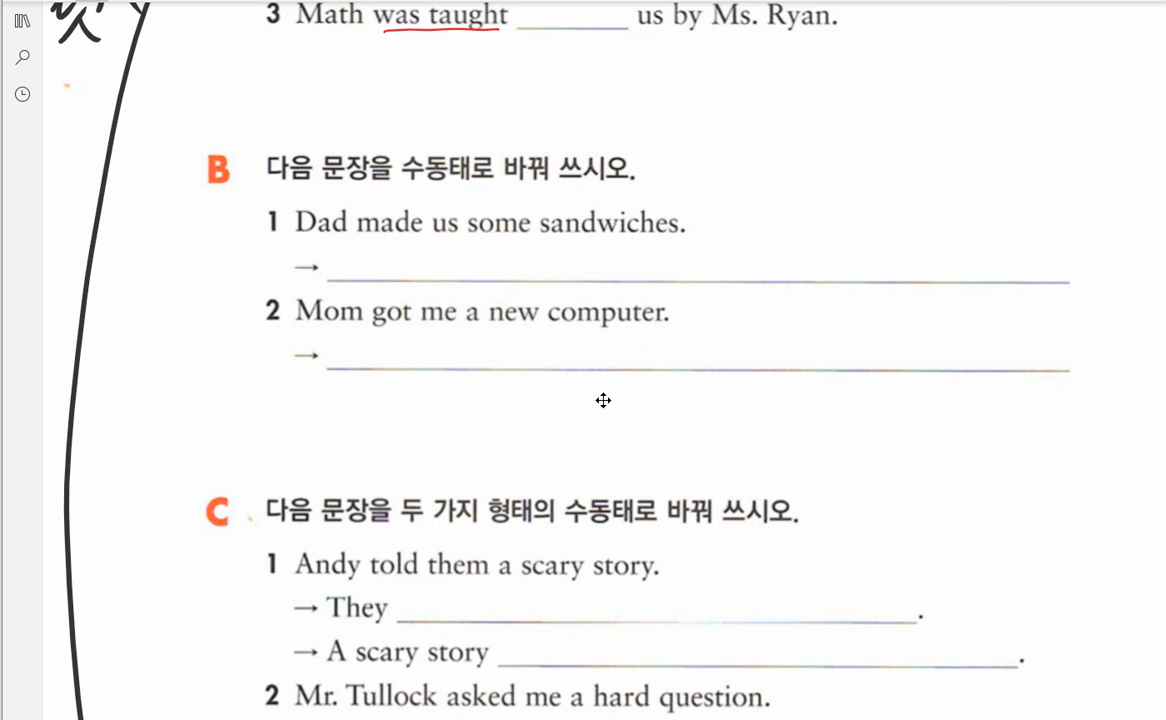 3 Math was taught ________ us by Ms. Ryan.
B 다음 문장을 수동태로 바꿔 쓰시오.
1 Dad made us some sandwiches.
→ ________
2 Mom got me a new computer.
→ ________
C 다음 문장을 두 가지 형태의 수동태로 바꿔 쓰시오.
1 Andy told them a scary story.
→ They ________.
→ A scary story ________.
2 Mr. Tullock asked me a hard question.